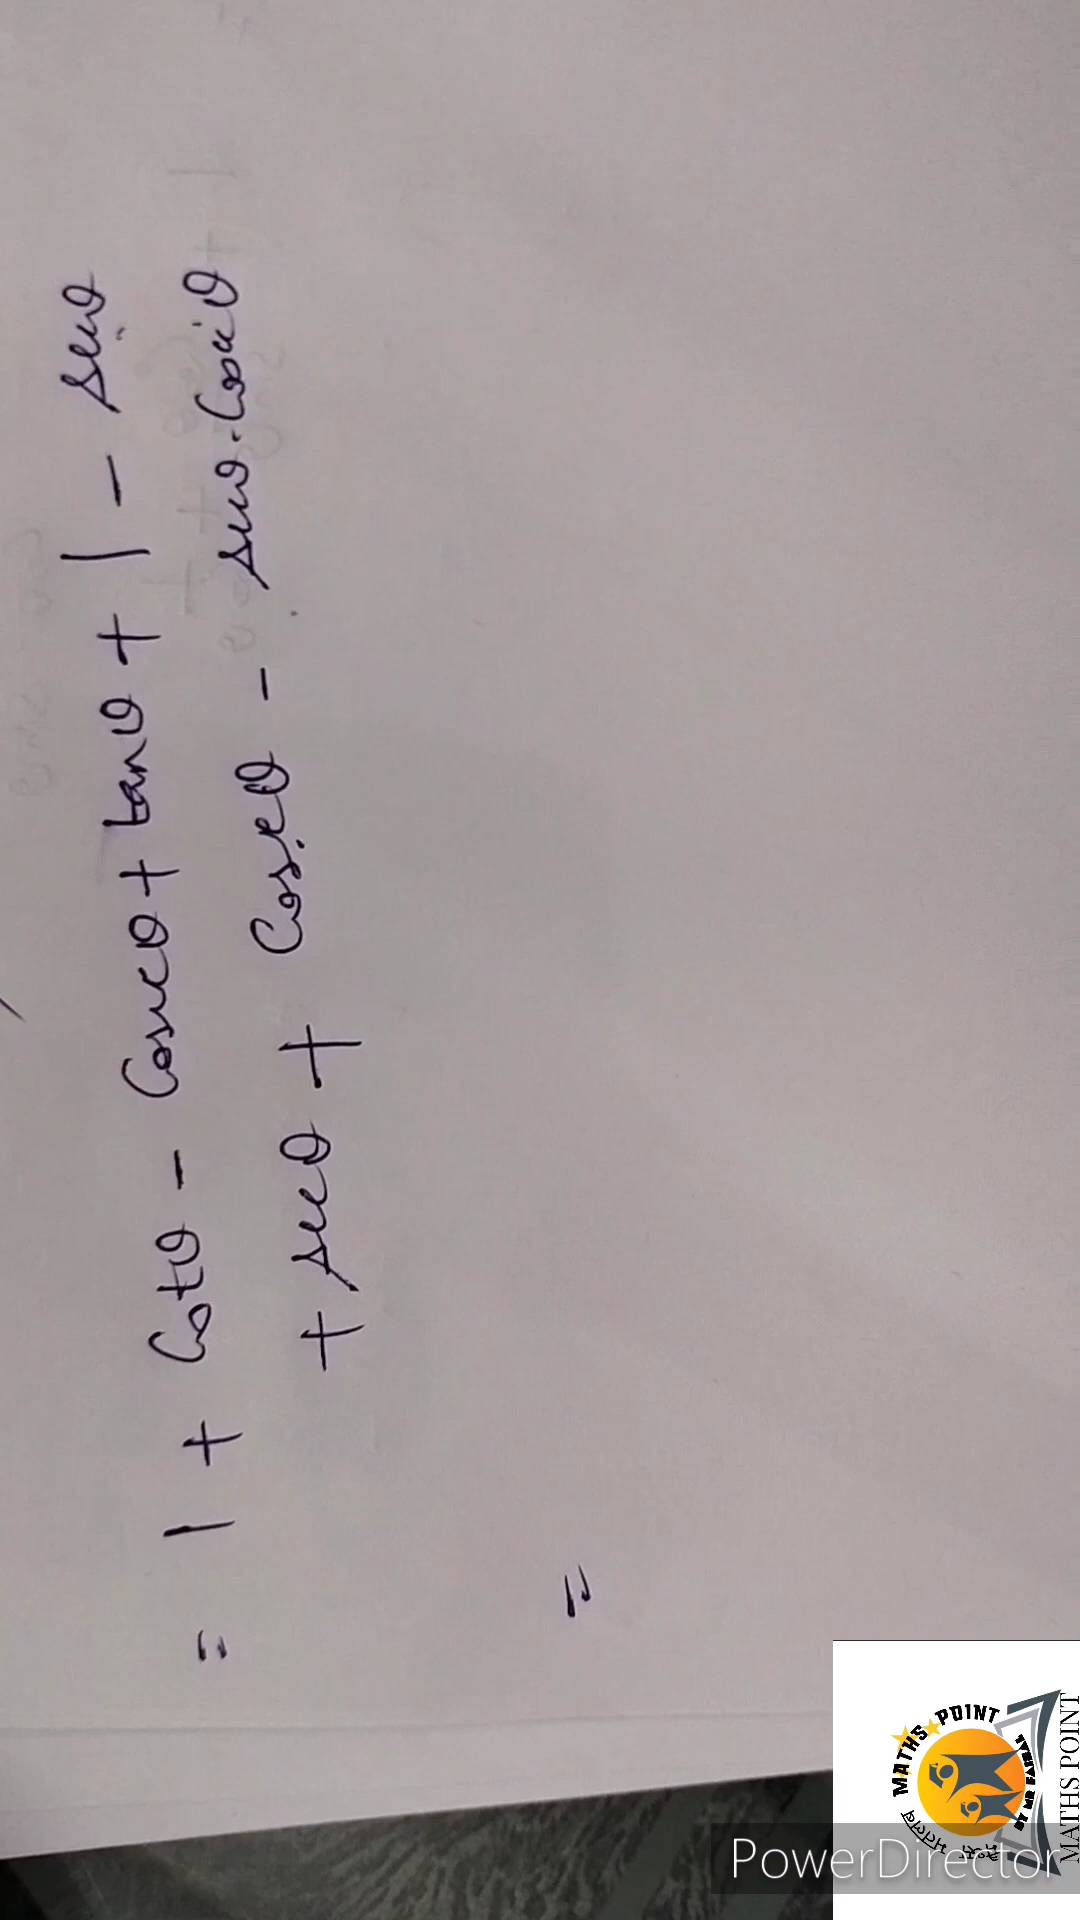 = 1 + Cotθ - Cosecθ + tanθ + 1 - secθ
+ secθ + Cosecθ - secθ.Cosecθ
=
MATHS POINT
MATHS POINT
PowerDirector